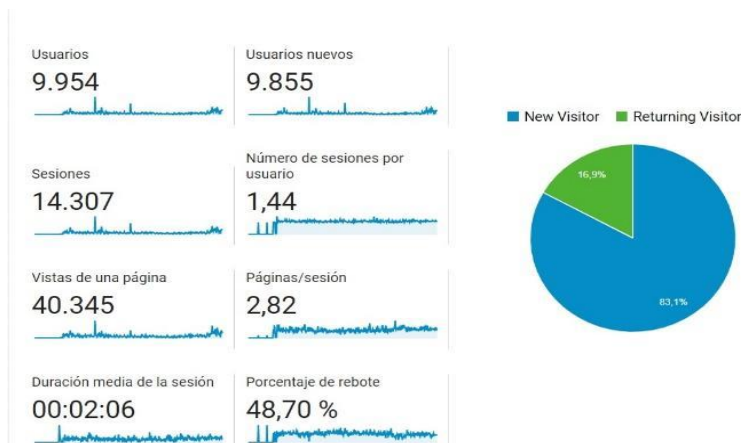 Usuarios
9.954
Usuarios nuevos
9.855
Sesiones
14.307
Número de sesiones por
usuario
1,44
Vistas de una página
40.345
Páginas/sesión
2,82
Duración media de la sesión
00:02:06
Porcentaje de rebote
48,70 %
New Visitor
Returning Visitor
16,9%
83,1%